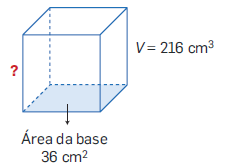 V = 216 cm³
?
Área da base
36 cm²